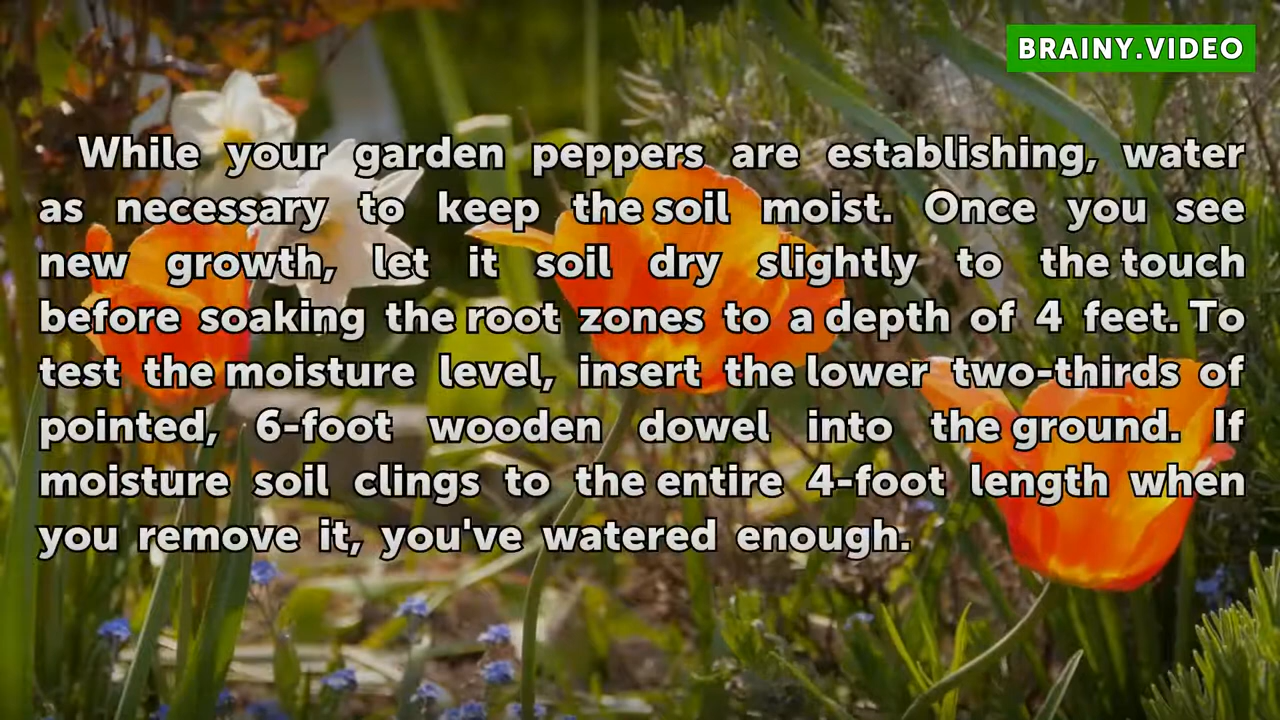 BRAINY.VIDEO
While your garden peppers are establishing, water
as necessary to keep the soil moist. Once you see
new growth, let it soil dry slightly to the touch
before soaking the root zones to a depth of 4 feet. To
test the moisture level, insert the lower two-thirds of
pointed, 6-foot wooden dowel into the ground. If
moisture soil clings to the entire 4-foot length when
you remove it, you've watered enough.